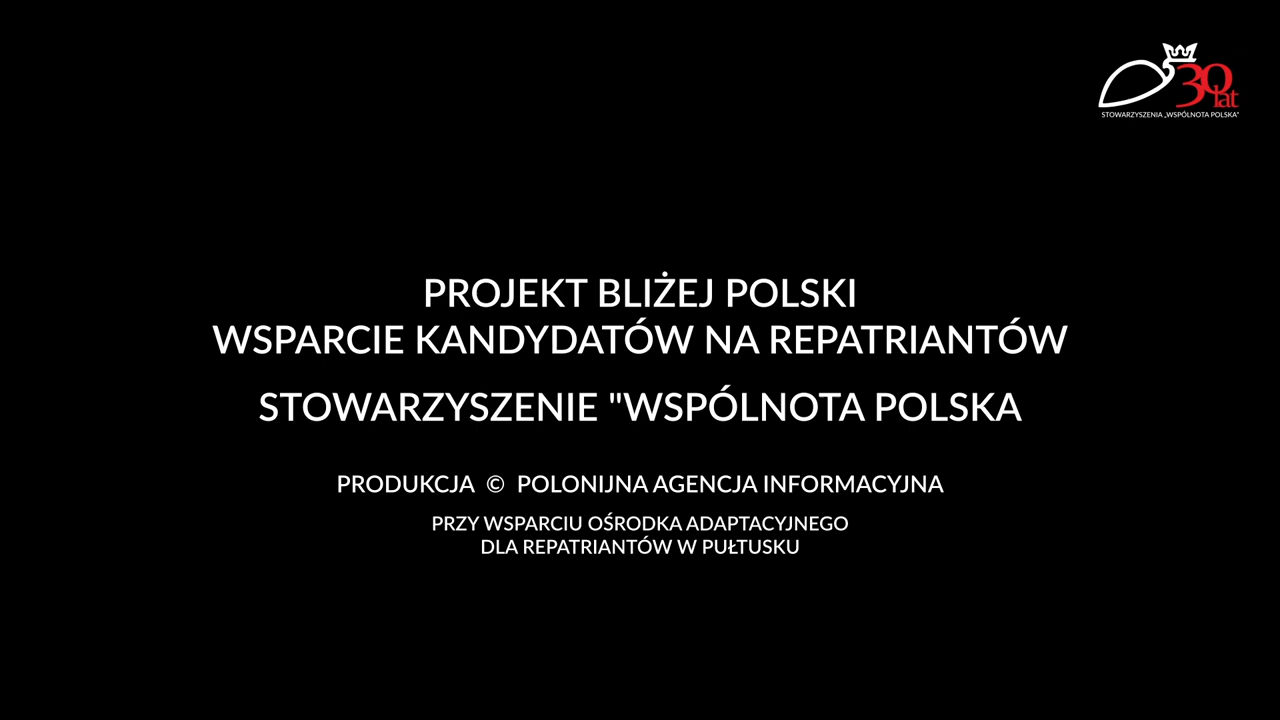 30 lat
STOWARZYSZENIA „WSPÓLNOTA POLSKA"
PROJEKT BLIŻEJ POLSKI
WSPARCIE KANDYDATÓW NA REPATRIANTÓW
STOWARZYSZENIE "WSPÓLNOTA POLSKA
PRODUKCJA © POLONIJNA AGENCJA INFORMACYJNA
PRZY WSPARCIU OŚRODKA ADAPTACYJNEGO
DLA REPATRIANTÓW W PUŁTUSKU